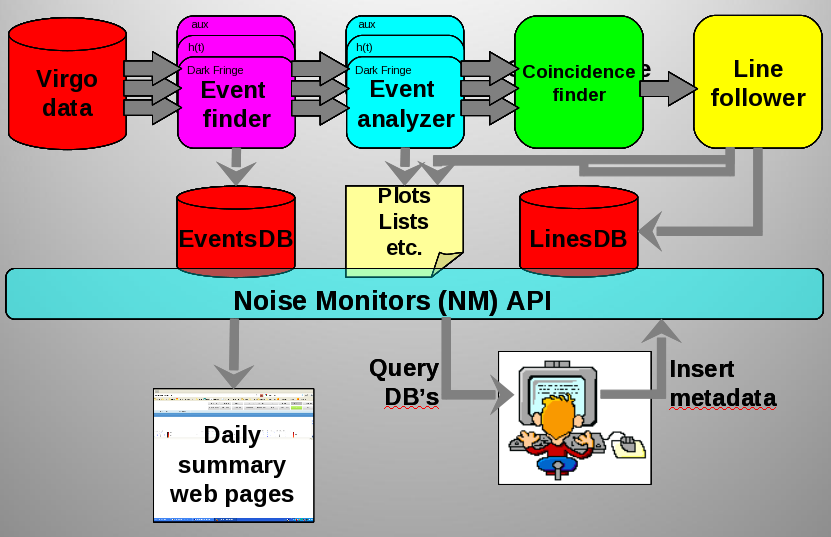 Virgo
data
aux
h(t)
Dark Fringe
Event
finder
aux
h(t)
Dark Fringe
Event
analyzer
Coincidence
finder
Line
follower
EventsDB
Plots
Lists
etc.
LinesDB
Noise Monitors (NM) API
Query
DB's
Insert
metadata
Daily
summary
web pages